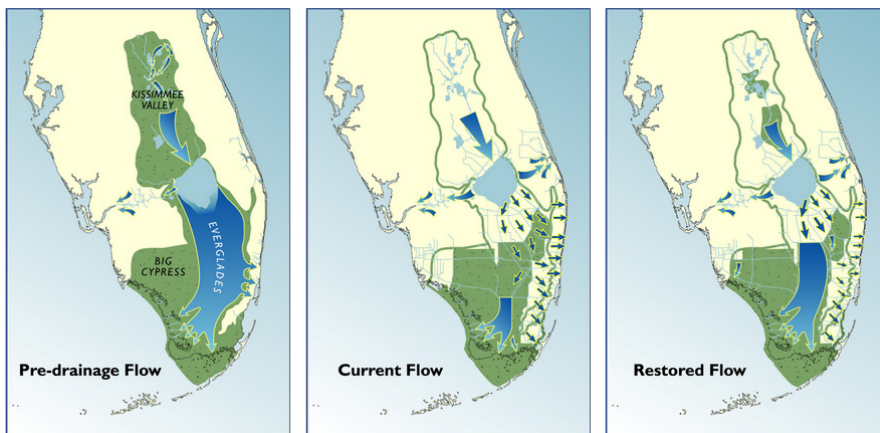 KISSIMMEE
VALLEY
EVERGLADES
BIG
CYPRESS
Pre-drainage Flow
Current Flow
Restored Flow